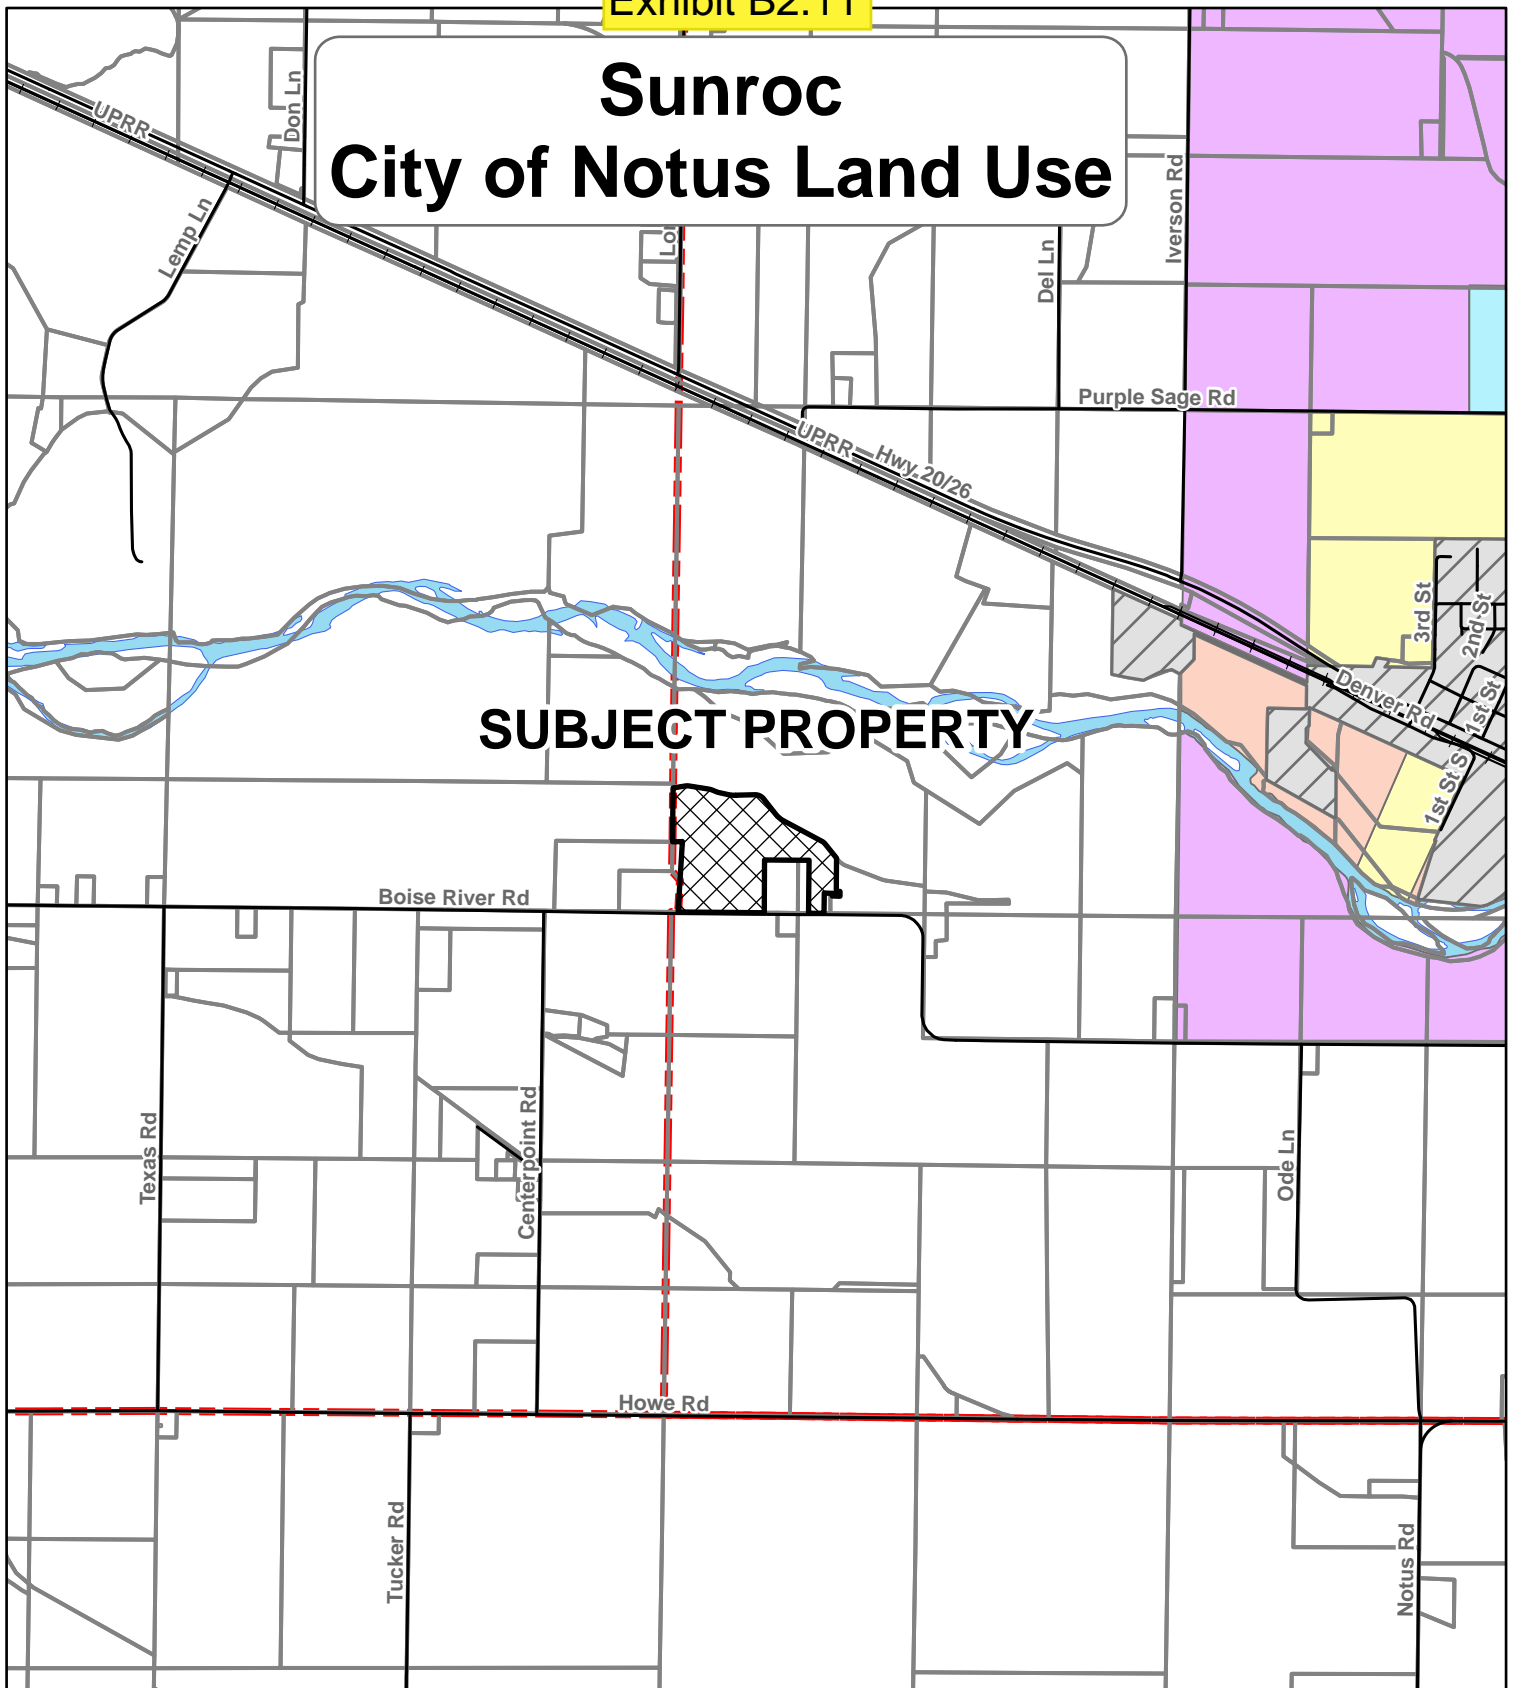 Exhibit B2.11
Sunroc
City of Notus Land Use
UPRR
Don Ln
Lemp Ln
Iverson Rd
Del Ln
Purple Sage Rd
UPRR
Hwy 20/26
3rd St
2nd St
Denver Rd
1st St
SUBJECT PROPERTY
1st St S
Boise River Rd
Texas Rd
Centerpoint Rd
Ode Ln
Howe Rd
Tucker Rd
Notus Rd